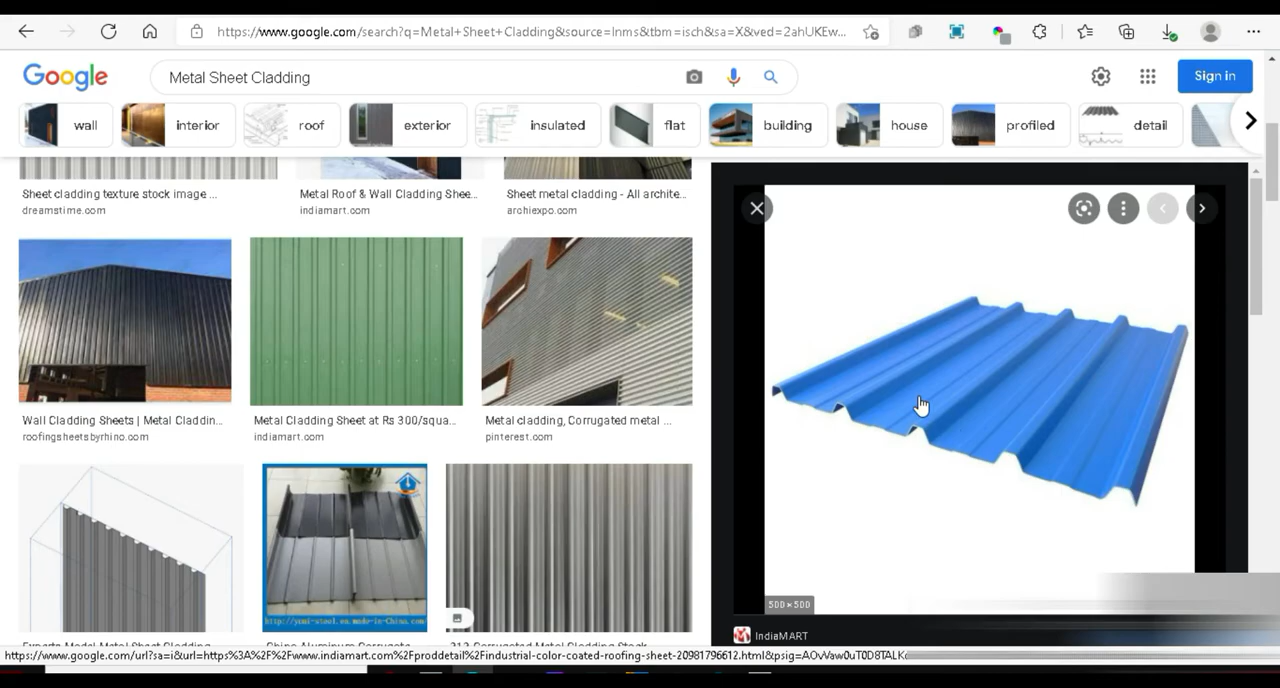 https://www.google.com/search?q=Metal+Sheet+Cladding&source=lnms&tbm=isch&sa=X&ved=2ahUKEw...
Google
Metal Sheet Cladding
Sign in
wall
interior
roof
exterior
insulated
flat
building
house
profiled
detail
Sheet cladding texture stock image ...
dreamstime.com
Metal Roof & Wall Cladding Shee...
indiamart.com
Sheet metal cladding - All archite...
archiexpo.com
Wall Cladding Sheets | Metal Claddin...
roofingsheetsbyrhino.com
Metal Cladding Sheet at Rs 300/squa...
indiamart.com
Metal cladding, Corrugated metal ...
pinterest.com
500 × 500
IndiaMART
https://www.google.com/url?sa=i&url=https%3A%2F%2Fwww.indiamart.com%2Fproddetail%2Findustrial-color-coated-roofing-sheet-20981796612.html&psig=AOvVaw0uT0D8TALK